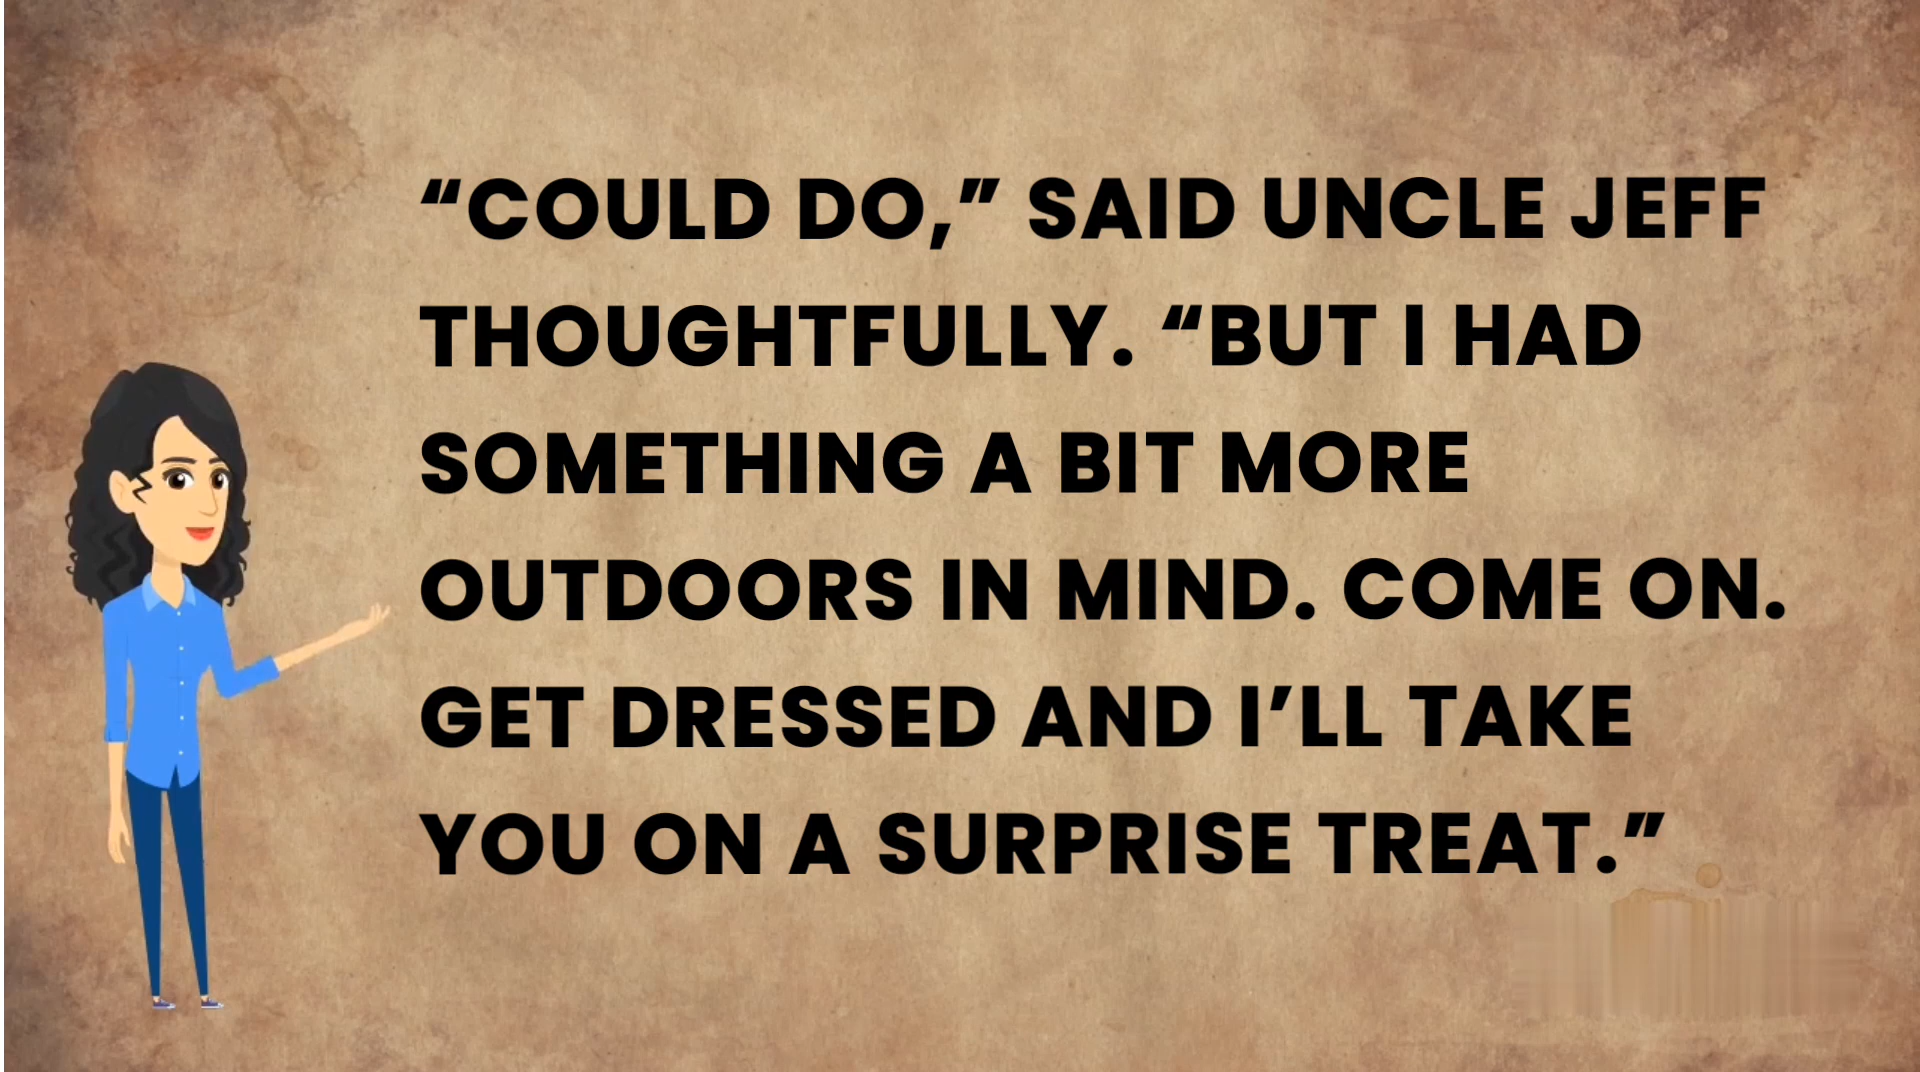 “COULD DO,” SAID UNCLE JEFF
THOUGHTFULLY. “BUT I HAD
SOMETHING A BIT MORE
OUTDOORS IN MIND. COME ON.
GET DRESSED AND I’LL TAKE
YOU ON A SURPRISE TREAT.”